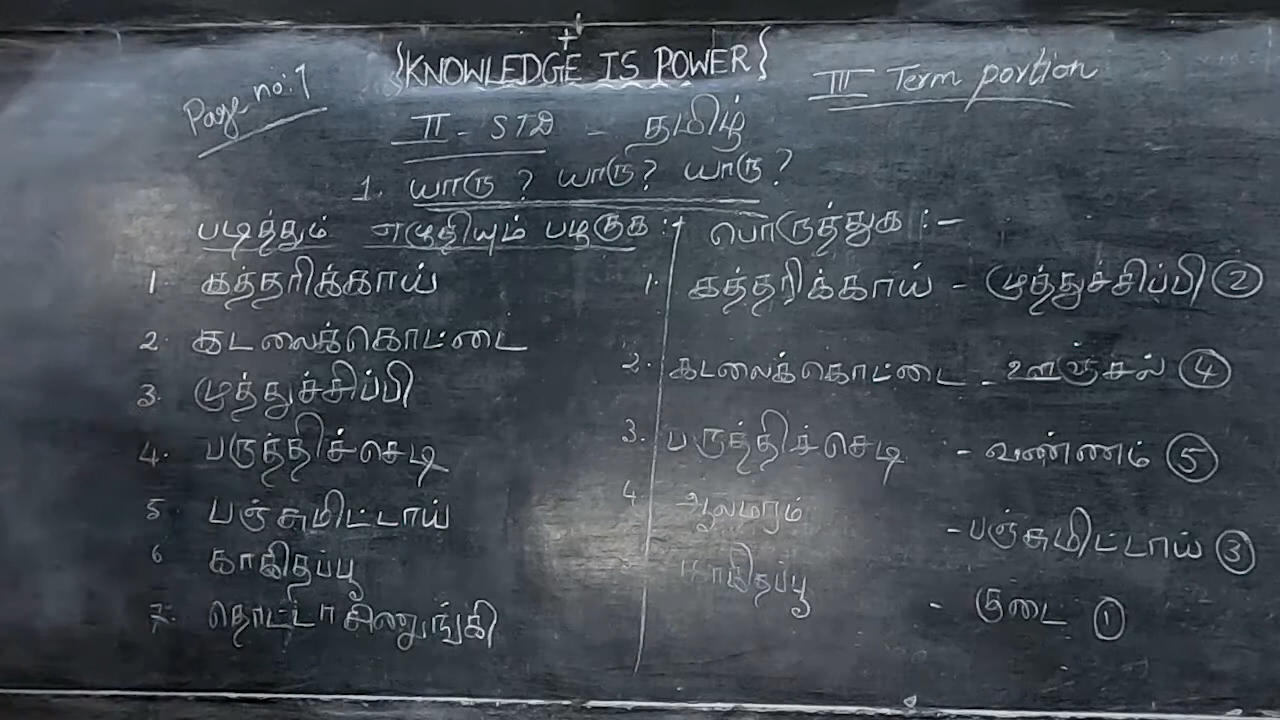 {KNOWLEDGE IS POWER}
Page no: 1
III Term portion
II - STD - தமிழ்
1. யாரு? யாரு? யாரு?
படித்தும் எழுதியும் பழகுக :-
1. கத்தரிக்காய்
2. கடலைக்கொட்டை
3. முத்துச்சிப்பி
4. பருத்திச்செடி
5. பஞ்சுமிட்டாய்
6. காகிதப்பூ
7. தொட்டாசிணுங்கி
பொருத்துக :-
1. கத்தரிக்காய் - முத்துச்சிப்பி 2
2. கடலைக்கொட்டை - ஊஞ்சல் 4
3. பருத்திச்செடி - வண்ணம் 5
4. ஆலமரம் - பஞ்சுமிட்டாய் 3
5. காகிதப்பூ - குடை 1